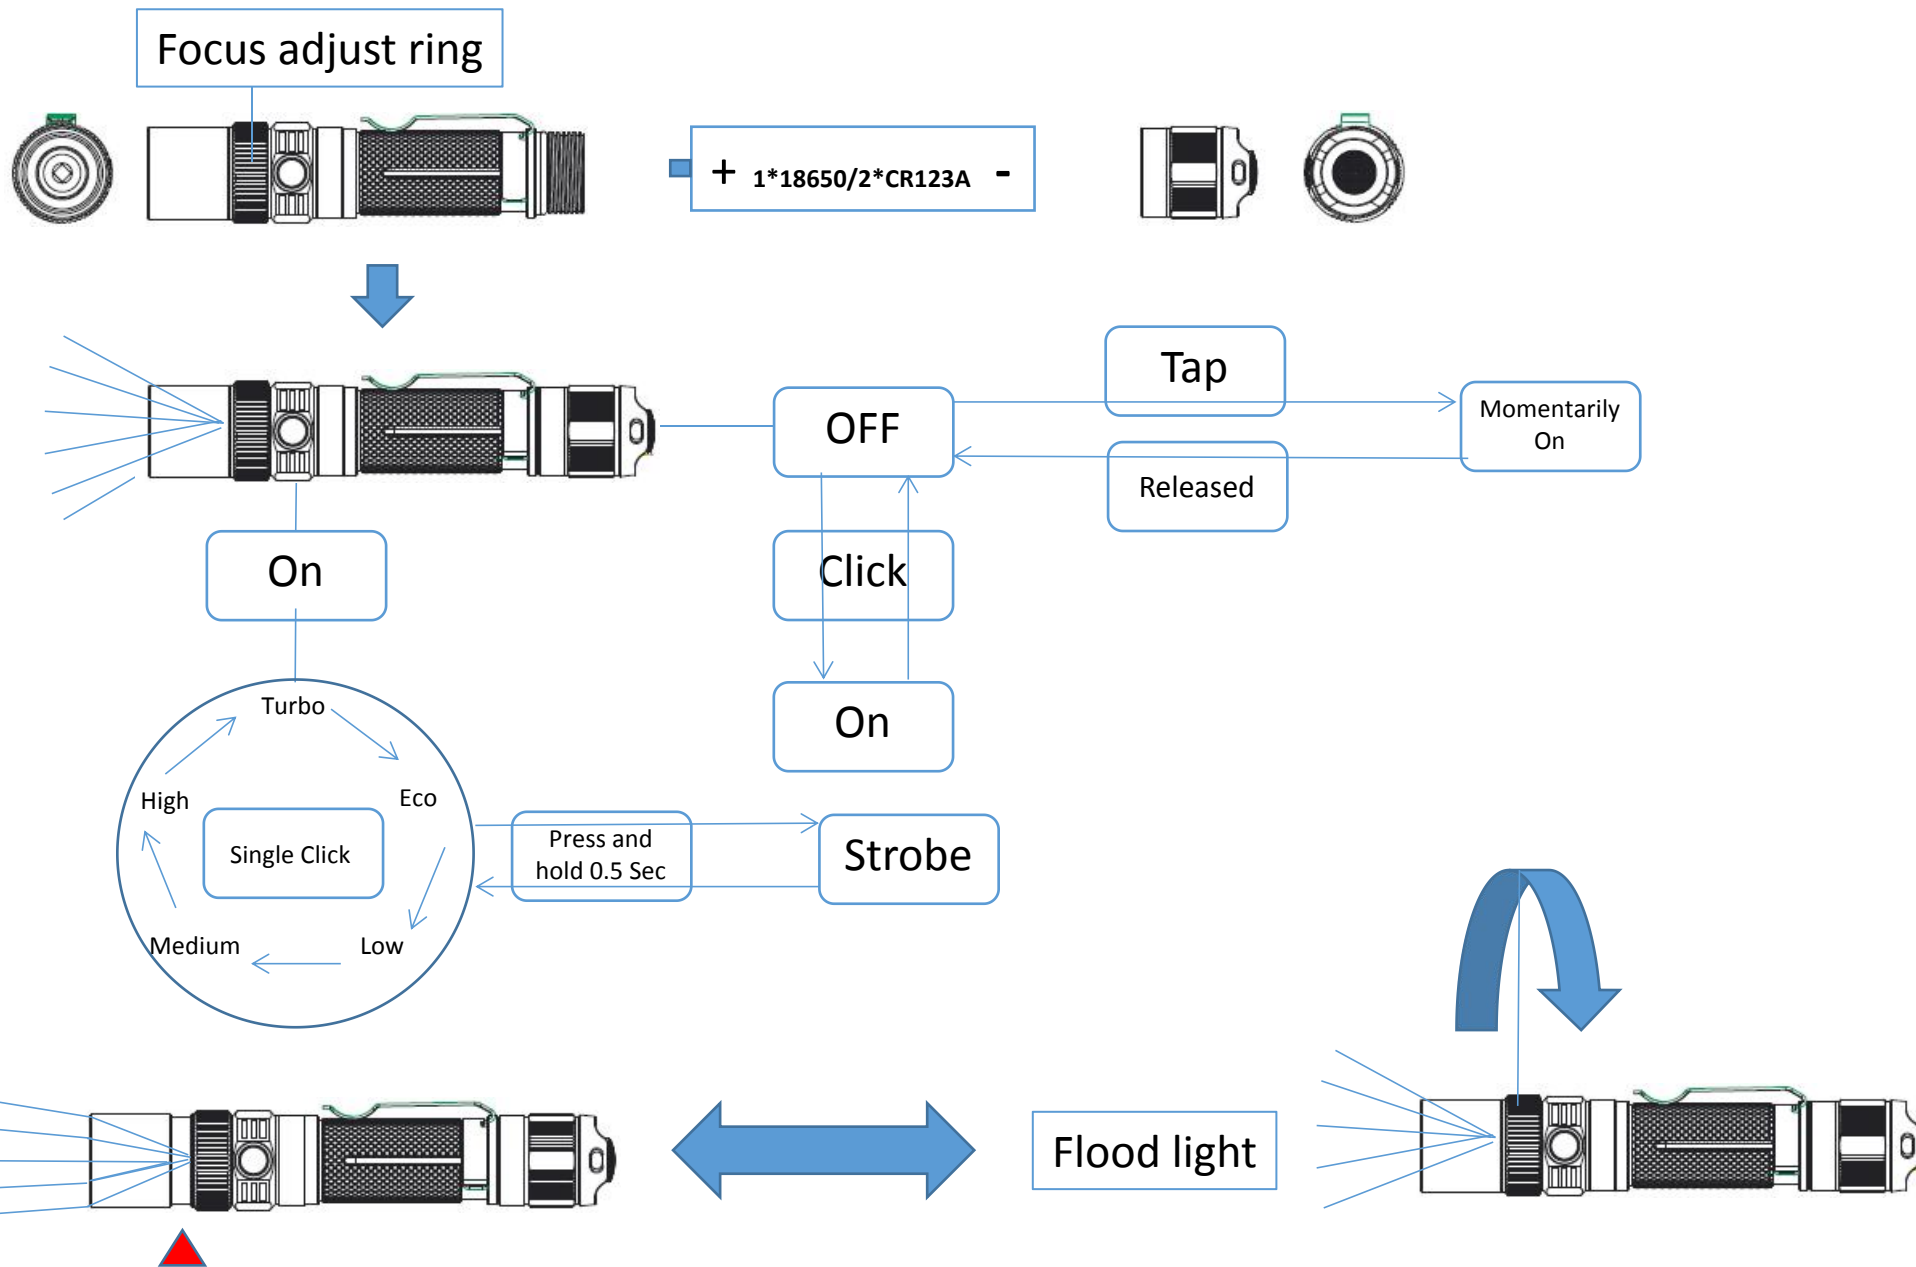 Focus adjust ring
+ 1*18650/2*CR123A -
Tap
OFF
Momentarily
On
Released
On
Click
On
Turbo
High
Eco
Single Click
Press and
hold 0.5 Sec
Strobe
Medium
Low
Flood light